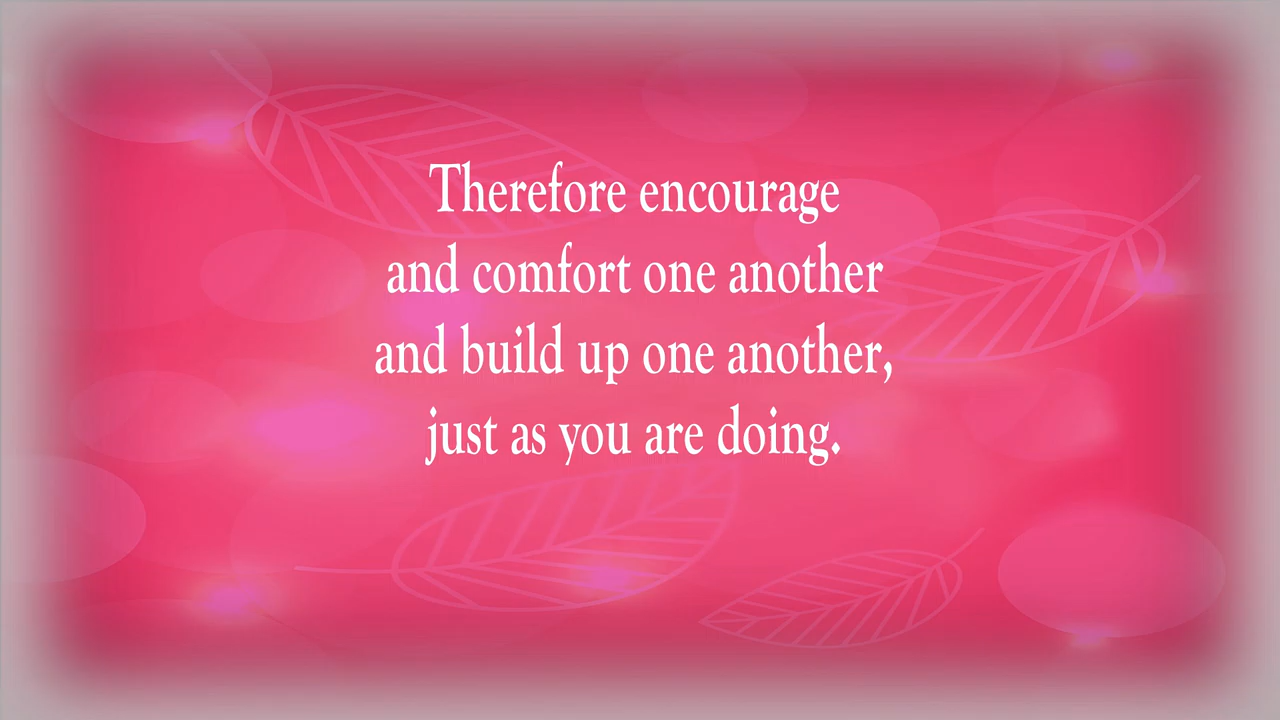 Therefore encourage
and comfort one another
and build up one another,
just as you are doing.